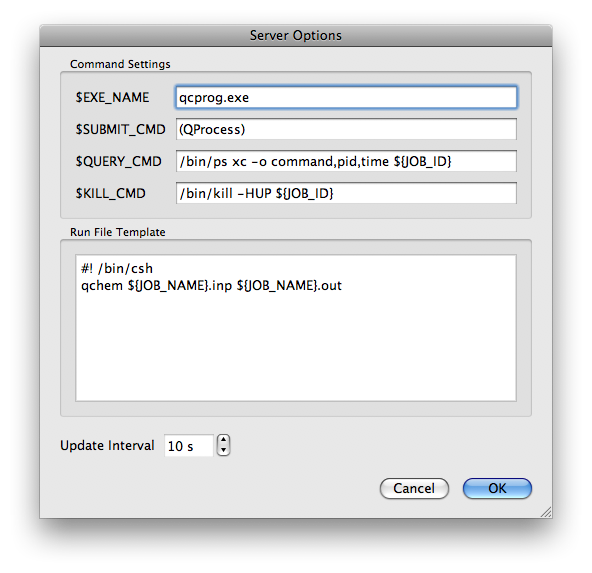 Server Options
Command Settings
$EXE_NAME qcprog.exe
$SUBMIT_CMD (QProcess)
$QUERY_CMD /bin/ps xc -o command,pid,time ${JOB_ID}
$KILL_CMD /bin/kill -HUP ${JOB_ID}
Run File Template
#! /bin/csh
qchem ${JOB_NAME}.inp ${JOB_NAME}.out
Update Interval 10 s
Cancel OK